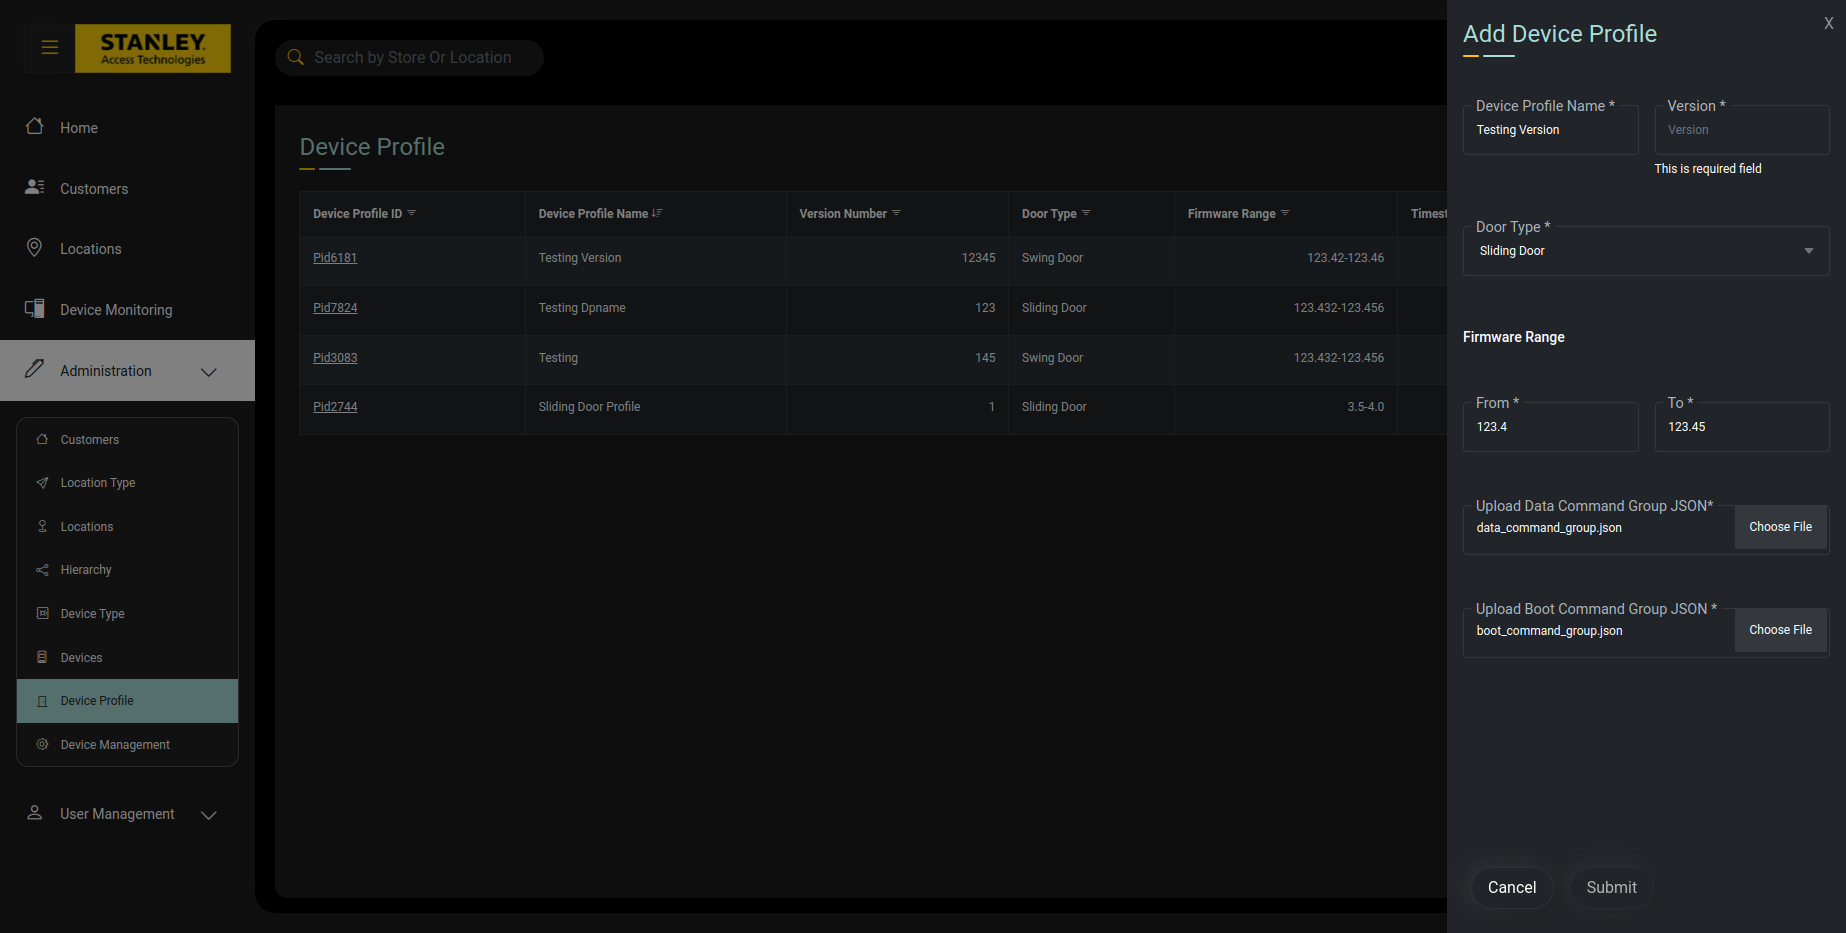 STANLEY.
Access Technologies
Home
Customers
Locations
Device Monitoring
Administration
Customers
Location Type
Locations
Hierarchy
Device Type
Devices
Device Profile
Device Management
User Management
Search by Store Or Location
Device Profile
Device Profile ID Device Profile Name Version Number Door Type Firmware Range Timest
Pid6181 Testing Version 12345 Swing Door 123.42-123.46
Pid7824 Testing Dpname 123 Sliding Door 123.432-123.456
Pid3083 Testing 145 Swing Door 123.432-123.456
Pid2744 Sliding Door Profile 1 Sliding Door 3.5-4.0
X
Add Device Profile
Device Profile Name * Version *
Testing Version Version
This is required field
Door Type *
Sliding Door
Firmware Range
From * To *
123.4 123.45
Upload Data Command Group JSON*
data_command_group.json Choose File
Upload Boot Command Group JSON *
boot_command_group.json Choose File
Cancel Submit